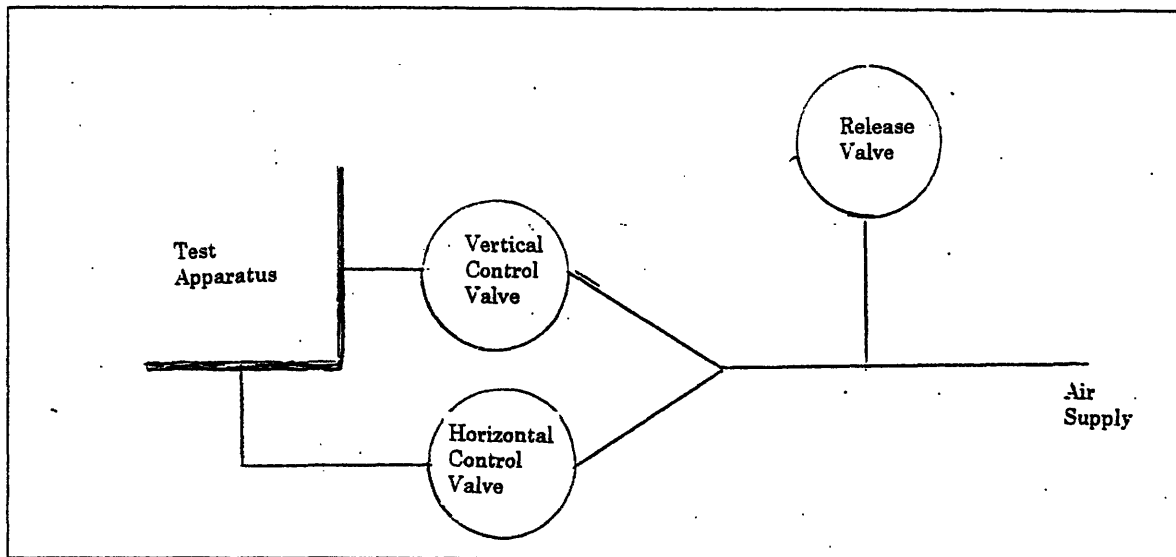 Release
Valve
Test
Apparatus
Vertical
Control
Valve
Horizontal
Control
Valve
Air
Supply